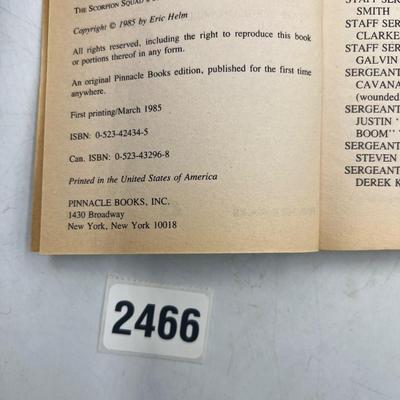 THE SCORPION SQUAD
Copyright © 1985 by Eric Helm
All rights reserved, including the right to reproduce this book
or portions thereof in any form.
An original Pinnacle Books edition, published for the first time
anywhere.
First printing/March 1985
ISBN: 0-523-42434-5
Can. ISBN: 0-523-43296-8
Printed in the United States of America
PINNACLE BOOKS, INC.
1430 Broadway
New York, New York 10018
STAFF SER
SMITH
STAFF SER
CLARKE
STAFF SER
GALVIN
SERGEANT
CAVANA
(wounded
SERGEANT
JUSTIN "
BOOM" "
SERGEANT
STEVEN
SERGEANT
DEREK K
2466